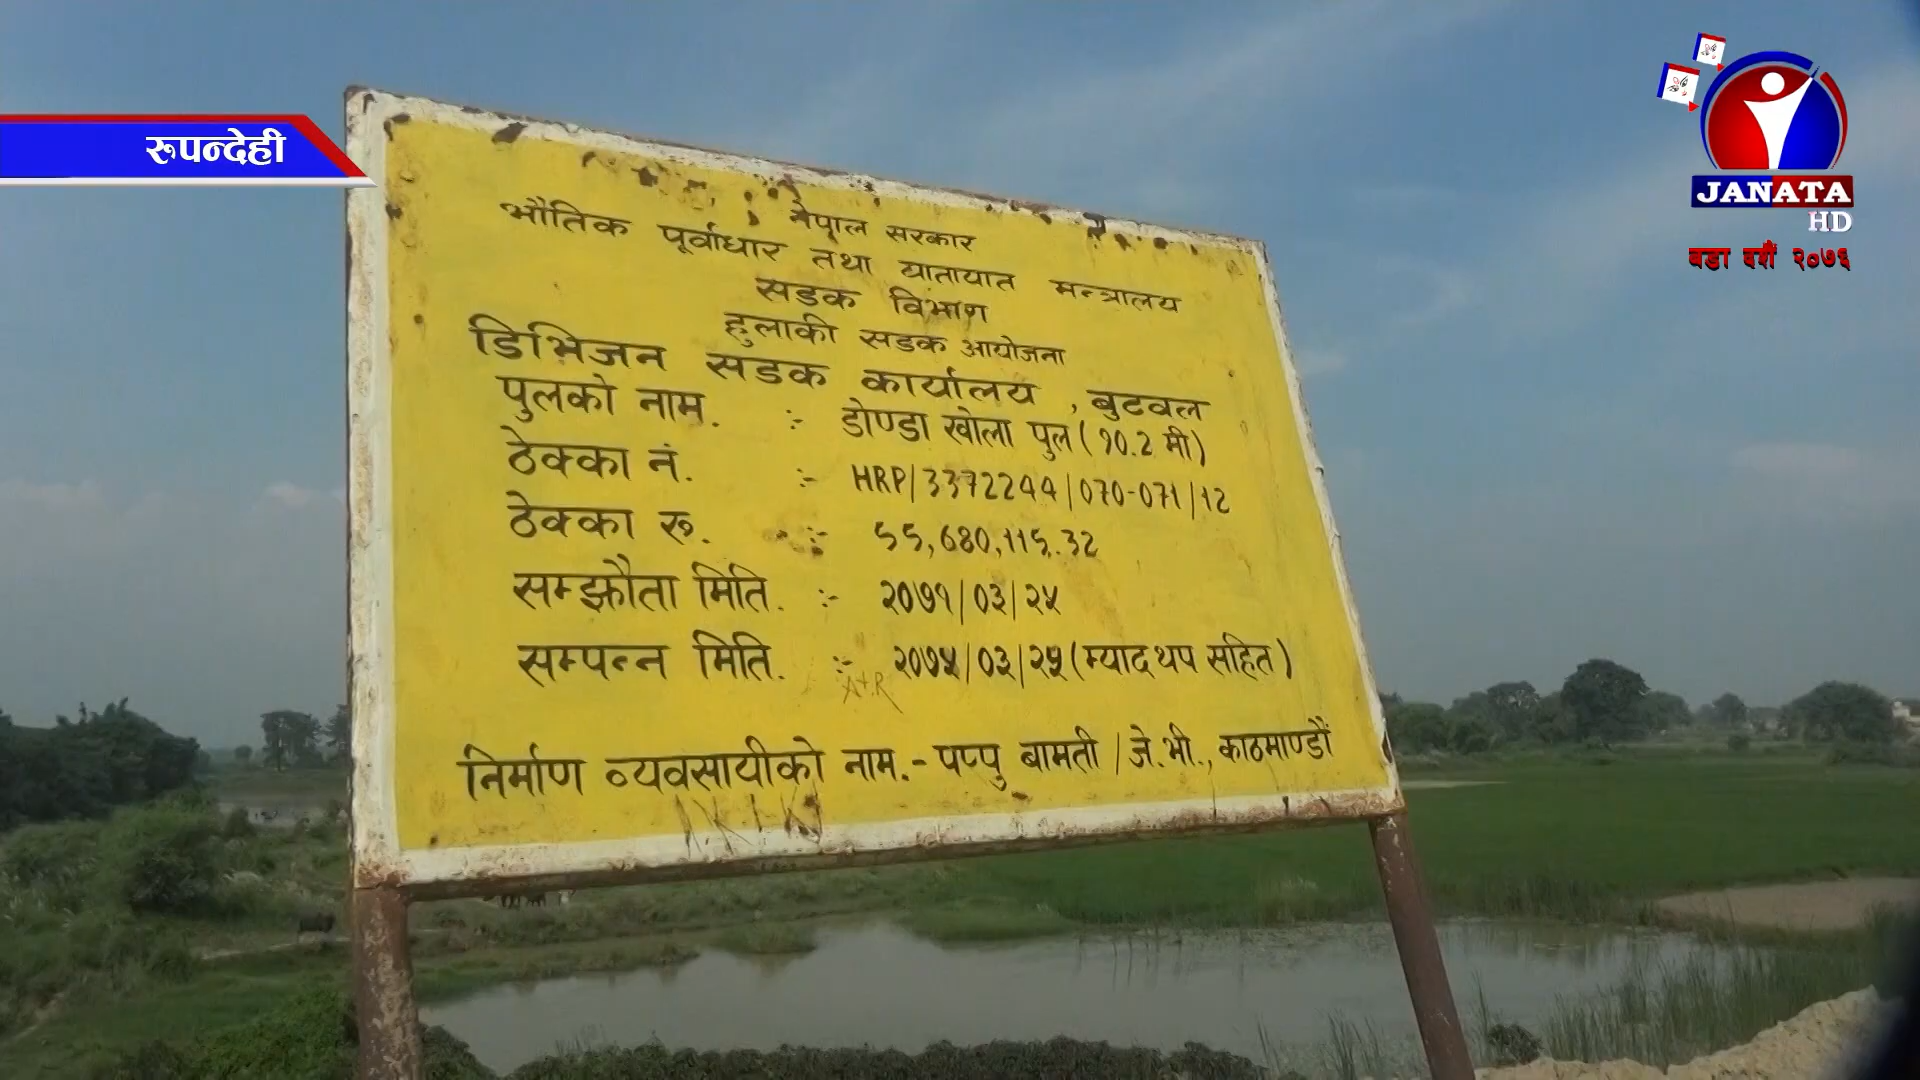 रुपन्देही
JANATA
HD
बडा दशैं २०७६
नेपाल सरकार
भौतिक पूर्वाधार तथा यातायात मन्त्रालय
सडक विभाग
हुलाकी सडक आयोजना
डिभिजन सडक कार्यालय , बुटवल
पुलको नाम. :- डोण्डा खोला पुल (१०.2 मी)
ठेक्का नं. :- HRP/3372244/070-071/12
ठेक्का रु. :- 55,680,115.32
सम्झौता मिति. :- २०७१/०३/२५
सम्पन्न मिति. :- २०७५/०३/२५ (म्याद थप सहित)
A+R
निर्माण व्यवसायीको नाम.- पप्पु बामती / जे.भी., काठमाण्डौं